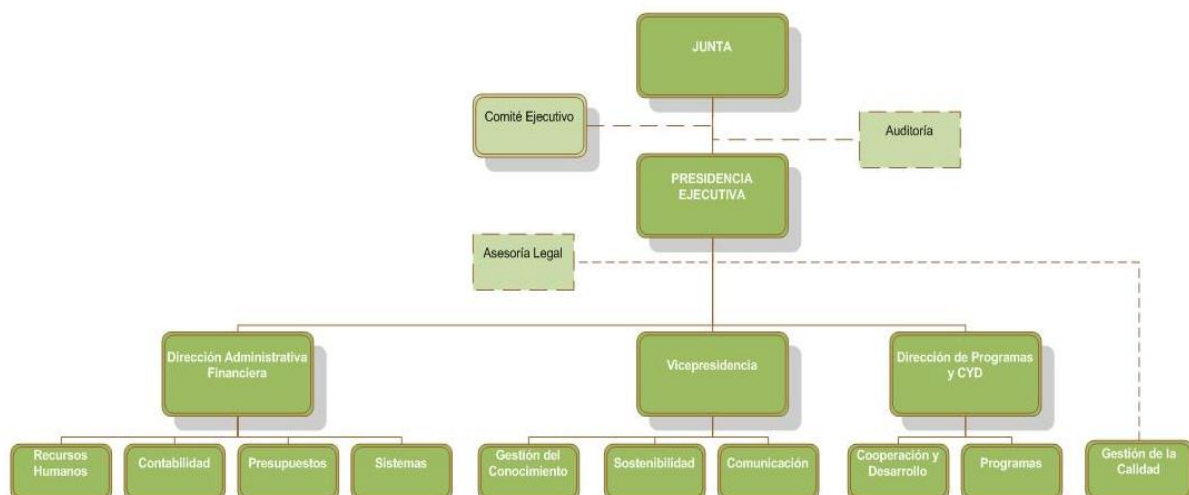 JUNTA
Comité Ejecutivo
Auditoría
PRESIDENCIA
EJECUTIVA
Asesoría Legal
Dirección Administrativa
Financiera
Vicepresidencia
Dirección de Programas
y CYD
Recursos
Humanos
Contabilidad
Presupuestos
Sistemas
Gestión del
Conocimiento
Sostenibilidad
Comunicación
Cooperación y
Desarrollo
Programas
Gestión de la
Calidad